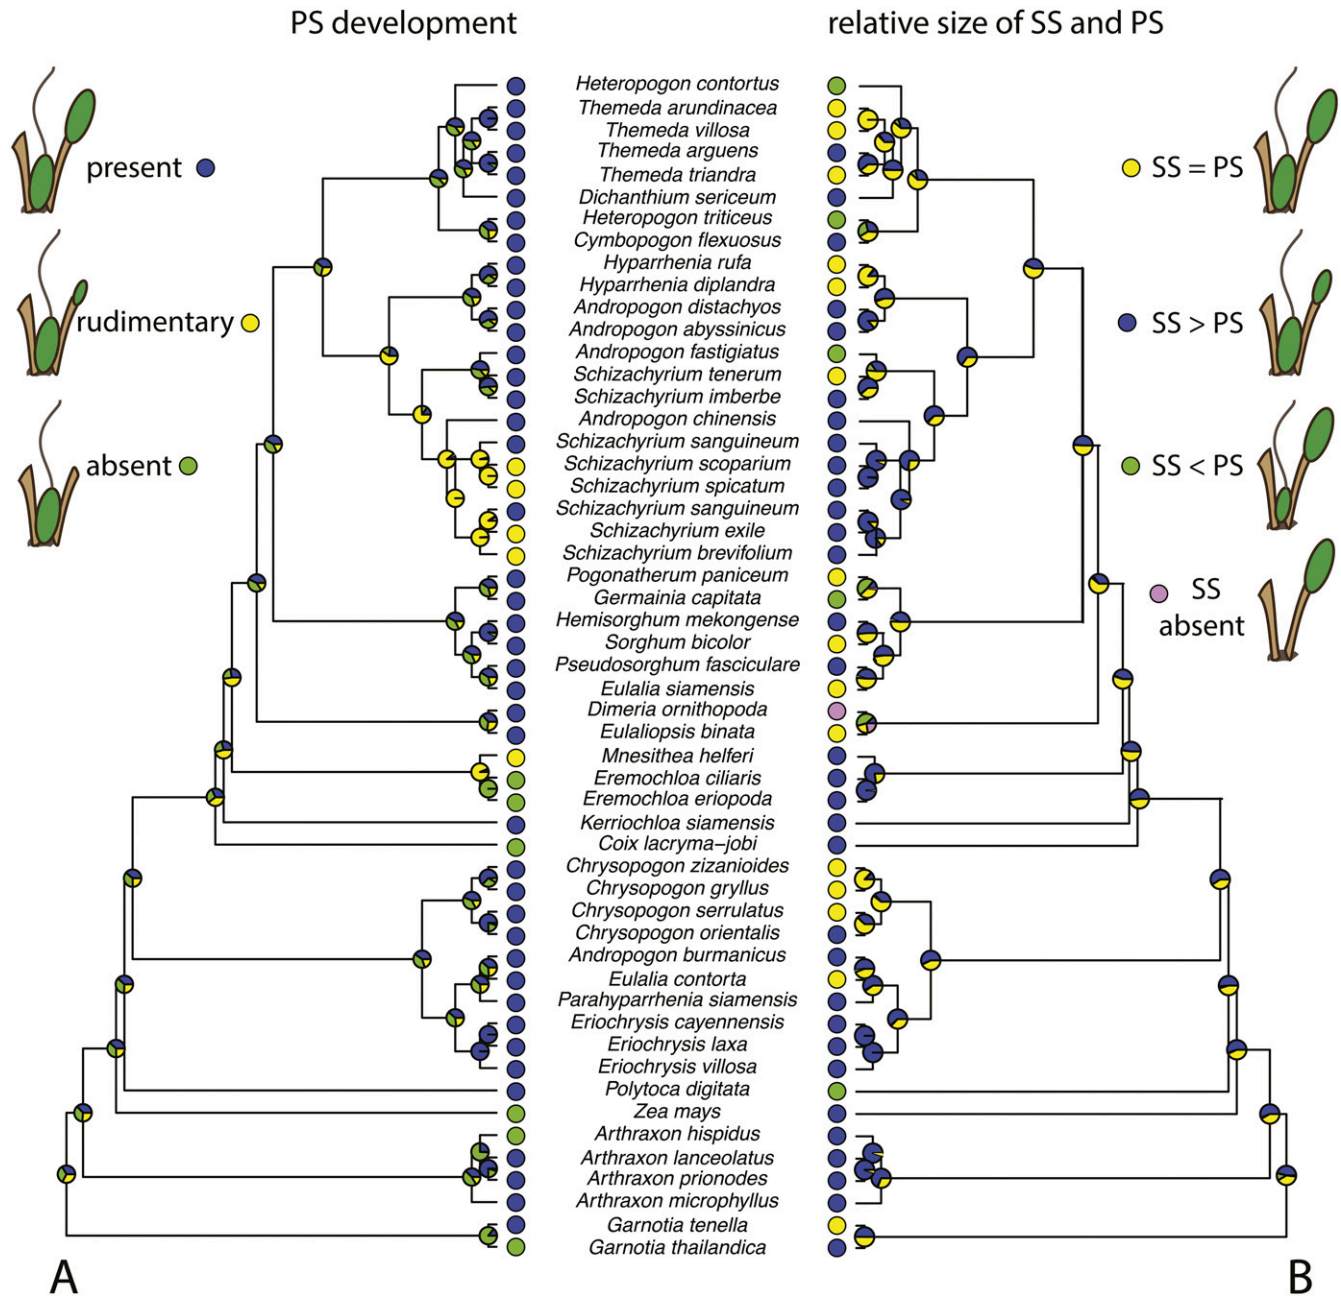 PS development
relative size of SS and PS
present
rudimentary
absent
Heteropogon contortus
Themeda arundinacea
Themeda villosa
Themeda arguens
Themeda triandra
Dichanthium sericeum
Heteropogon triticeus
Cymbopogon flexuosus
Hyparrhenia rufa
Hyparrhenia diplandra
Andropogon distachyos
Andropogon abyssinicus
Andropogon fastigiatus
Schizachyrium tenerum
Schizachyrium imberbe
Andropogon chinensis
Schizachyrium sanguineum
Schizachyrium scoparium
Schizachyrium spicatum
Schizachyrium sanguineum
Schizachyrium exile
Schizachyrium brevifolium
Pogonatherum paniceum
Germainia capitata
Hemisorghum mekongense
Sorghum bicolor
Pseudosorghum fasciculare
Eulalia siamensis
Dimeria ornithopoda
Eulaliopsis binata
Mnesithea helferi
Eremochloa ciliaris
Eremochloa eriopoda
Kerriochloa siamensis
Coix lacryma−jobi
Chrysopogon zizanioides
Chrysopogon gryllus
Chrysopogon serrulatus
Chrysopogon orientalis
Andropogon burmanicus
Eulalia contorta
Parahyparrhenia siamensis
Eriochrysis cayennensis
Eriochrysis laxa
Eriochrysis villosa
Polytoca digitata
Zea mays
Arthraxon hispidus
Arthraxon lanceolatus
Arthraxon prionodes
Arthraxon microphyllus
Garnotia tenella
Garnotia thailandica
SS = PS
SS > PS
SS < PS
SS
absent
A
B